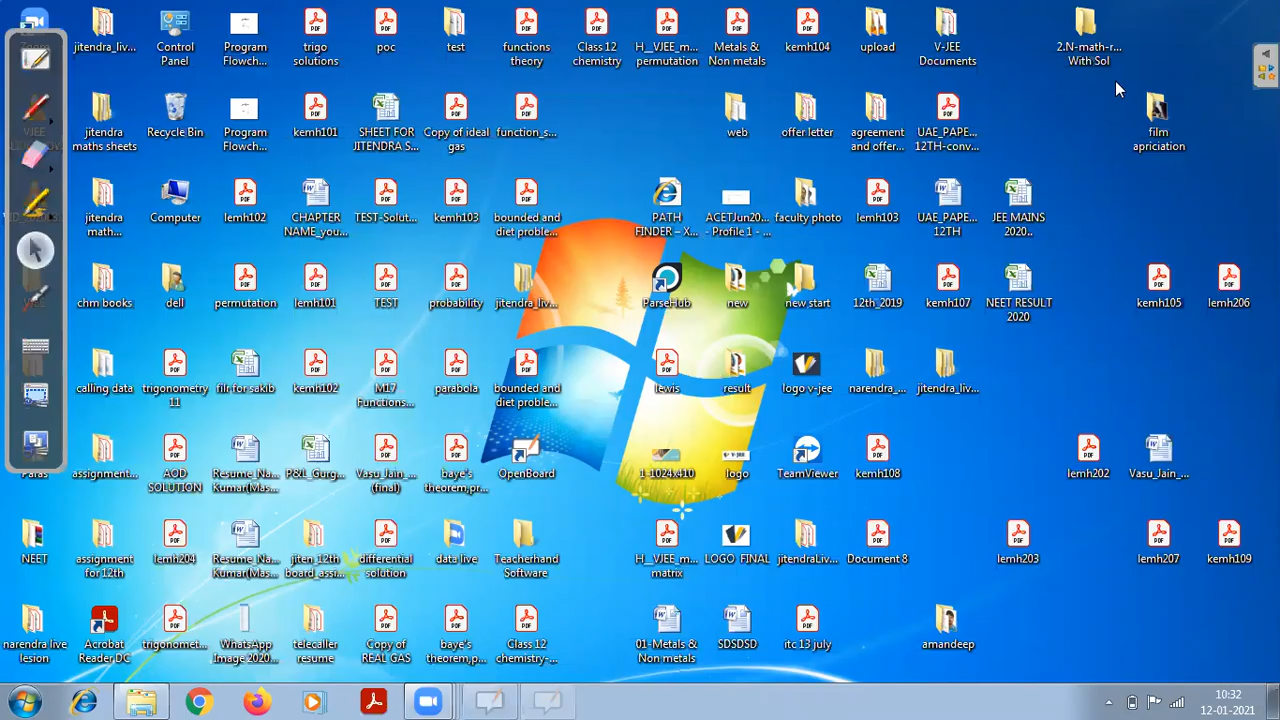 jitendra_liv...
Control
Panel
Program
Flowch...
trigo
solutions
poc
test
functions
theory
Class 12
chemistry
H__VJEE_m...
permutation
Metals &
Non metals
kemh104
upload
V-JEE
Documents
2.N-math-r...
With Sol
jitendra
maths sheets
Recycle Bin
Program
Flowch...
kemh101
SHEET FOR
JITENDRA S...
Copy of ideal
gas
function_s...
web
offer letter
agreement
and offer...
UAE_PAPE...
12TH-conv...
film
apriciation
jitendra
math...
Computer
lemh102
CHAPTER
NAME_you...
TEST-Solut...
kemh103
bounded and
diet proble...
PATH
FINDER – X...
ACETJun20...
- Profile 1 - ...
faculty photo
lemh103
UAE_PAPE...
12TH
JEE MAINS
2020..
chm books
dell
permutation
lemh101
TEST
probability
jitendra_liv...
ParseHub
new
new start
12th_2019
kemh107
NEET RESULT
2020
kemh105
lemh206
calling data
trigonometry
11
filr for sakib
kemh102
M17
Functions...
parabola
bounded and
diet proble...
lewis
result
logo v-jee
narendra_...
jitendra_liv...
Paras
assignment...
AOD
SOLUTION
Resume_Na...
Kumar(Mas...
P&L_Gurg...
Vasu_Jain_...
(final)
baye's
theorem,pr...
OpenBoard
1-1024x410
logo
TeamViewer
kemh108
lemh202
Vasu_Jain_...
NEET
assignment
for 12th
lemh204
Resume_Na...
Kumar(Mas...
jiten_12th
board_assi...
differential
solution
data live
Teacherhand
Software
H__VJEE_m...
matrix
LOGO_FINAL
jitendraLiv...
Document 8
lemh203
lemh207
kemh109
narendra live
lesion
Acrobat
Reader DC
trigonomet...
WhatsApp
Image 2020...
telecaller
resume
Copy of
REAL GAS
baye's
theorem,p...
Class 12
chemistry-...
01-Metals &
Non metals
SDSDSD
itc 13 july
amandeep
10:32
12-01-2021